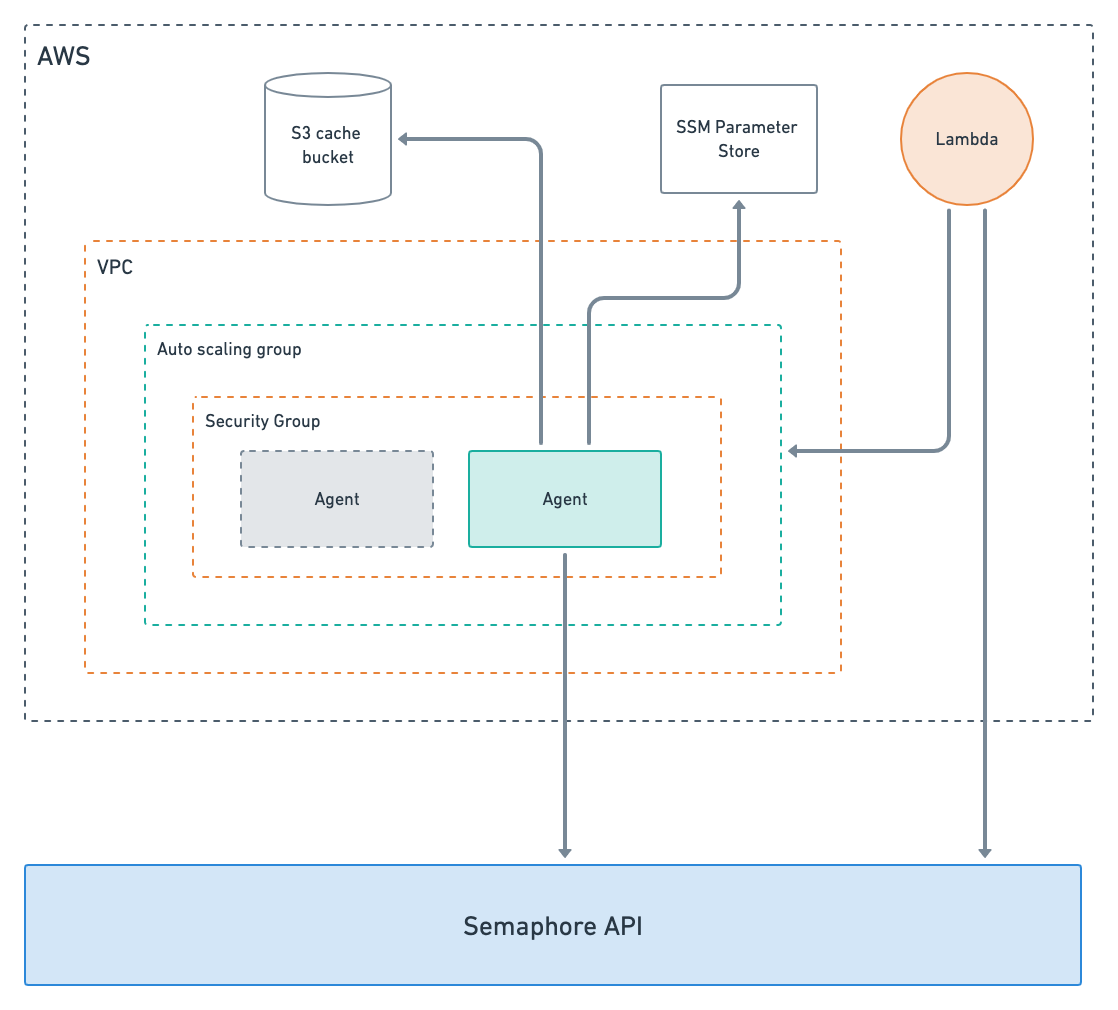 AWS
S3 cache
bucket
SSM Parameter
Store
Lambda
VPC
Auto scaling group
Security Group
Agent
Agent
Semaphore API